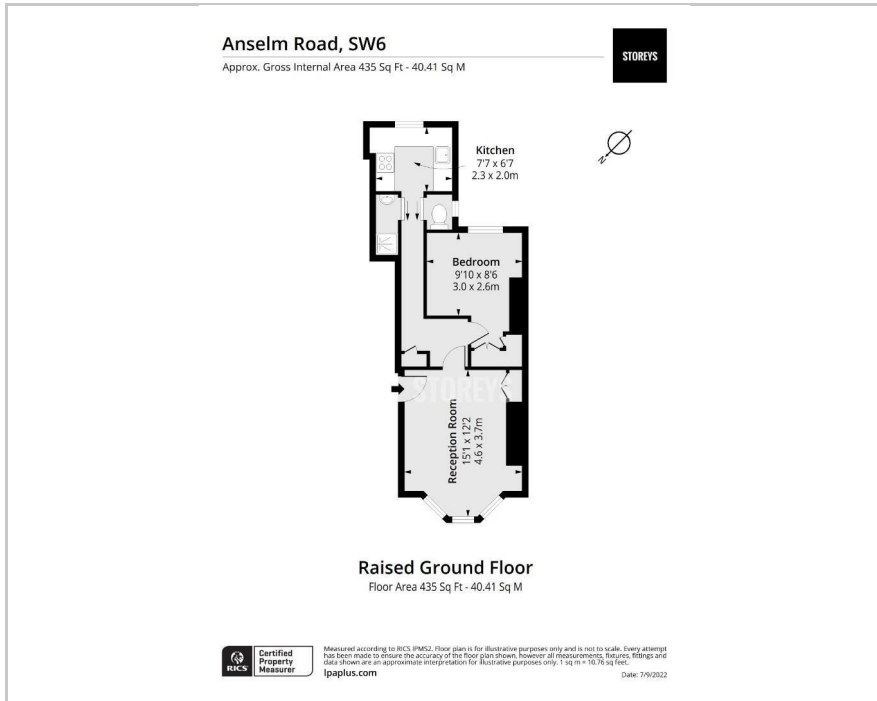 Anselm Road, SW6
Approx. Gross Internal Area 435 Sq Ft - 40.41 Sq M
STOREYS
N
Kitchen
7'7 x 6'7
2.3 x 2.0m
Bedroom
9'10 x 8'6
3.0 x 2.6m
STOREYS
Reception Room
15'1 x 12'2
4.6 x 3.7m
Raised Ground Floor
Floor Area 435 Sq Ft - 40.41 Sq M
RICS
Certified
Property
Measurer
Measured according to RICS IPMS2. Floor plan is for illustrative purposes only and is not to scale. Every attempt
has been made to ensure the accuracy of the floor plan shown, however all measurements, fixtures, fittings and
data shown are an approximate interpretation for illustrative purposes only. 1 sq m = 10.76 sq feet.
lpaplus.com
Date: 7/9/2022